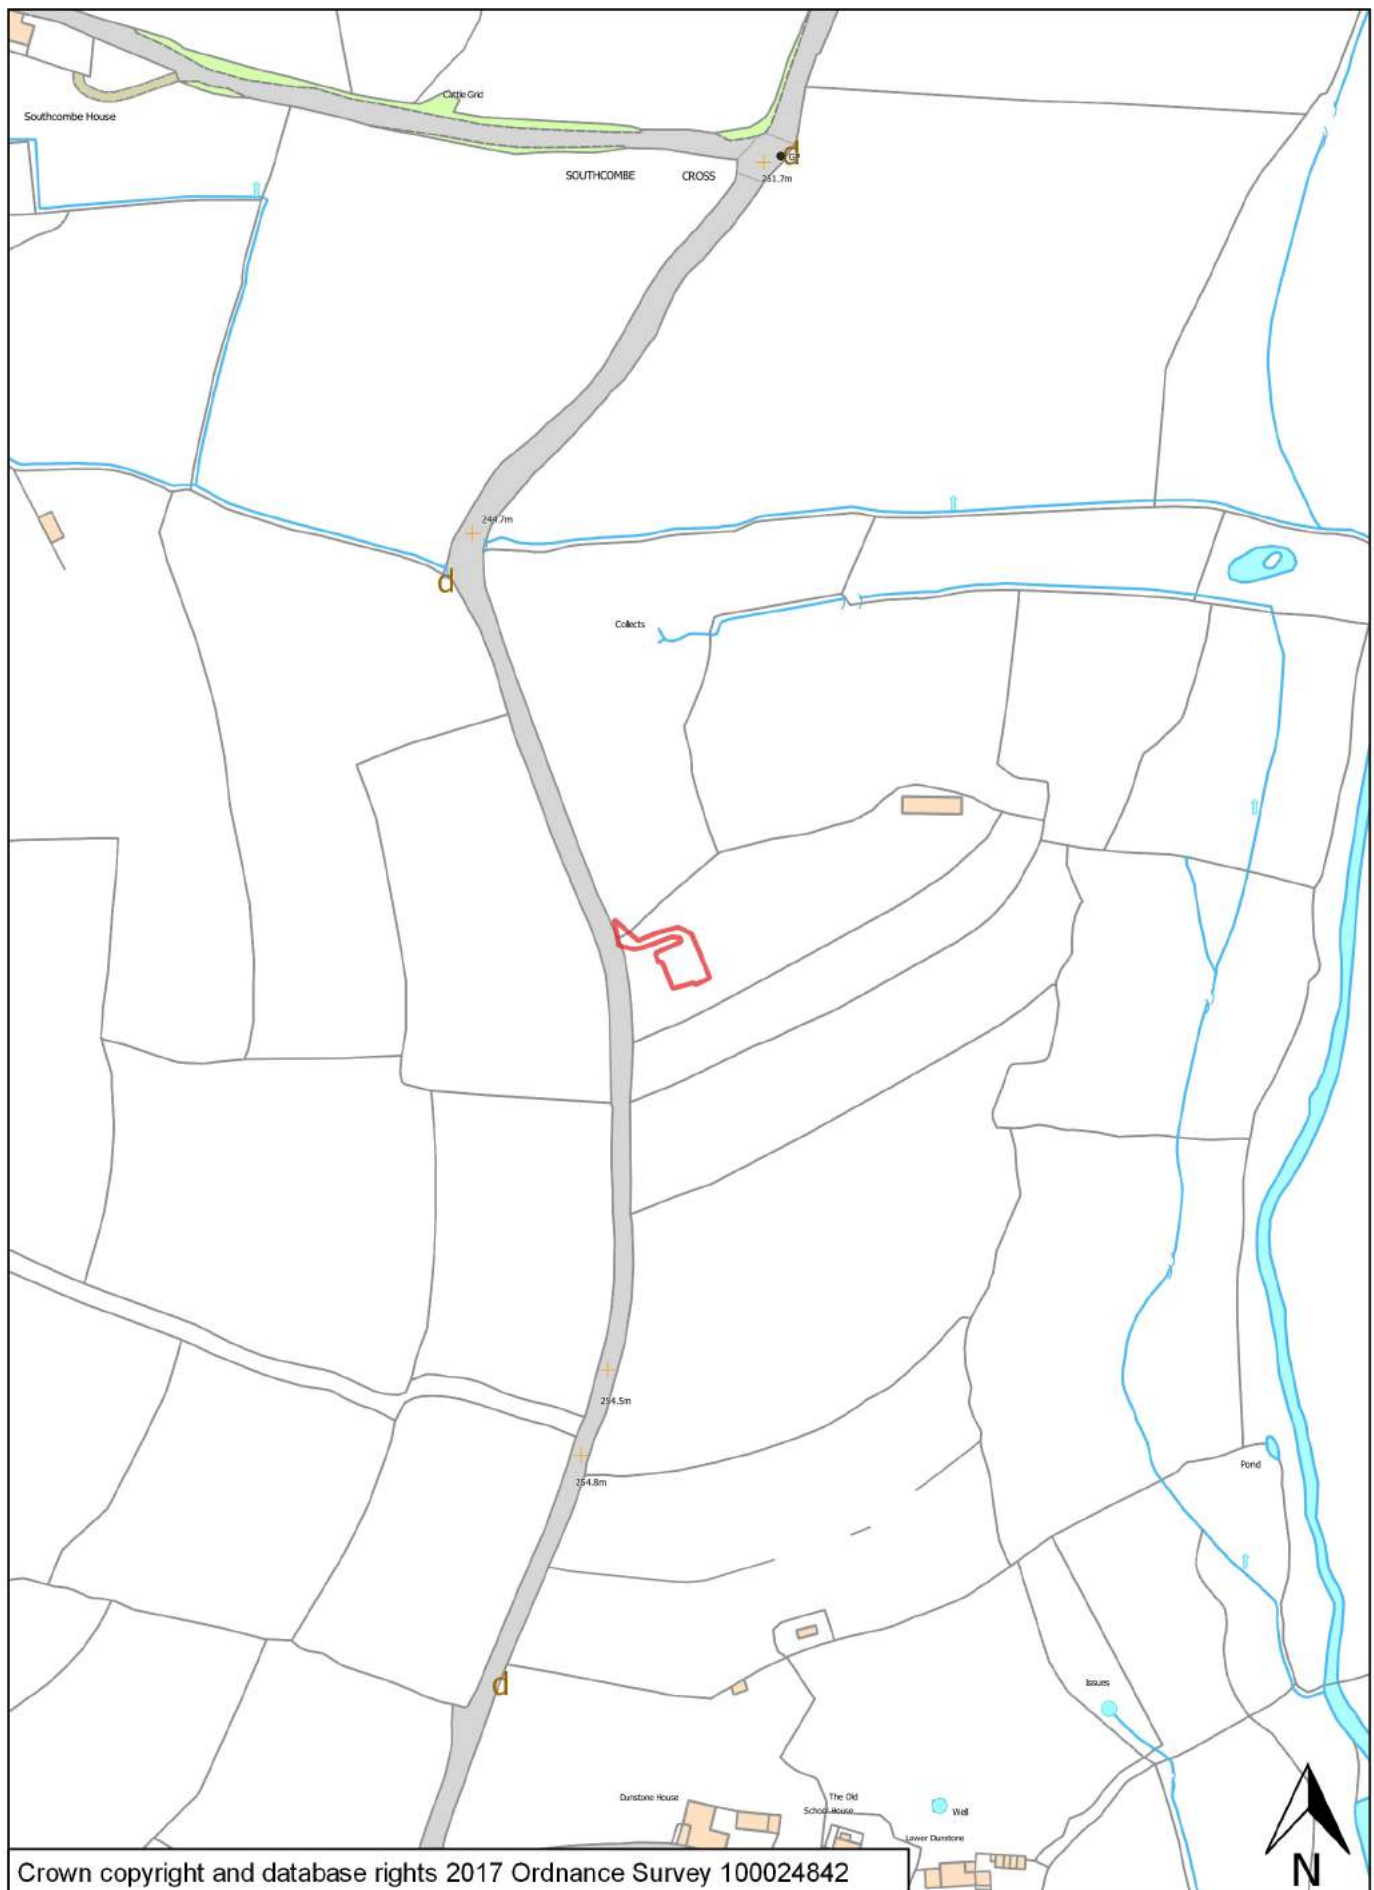 Cattle Grid
Southcombe House
SOUTHCOMBE CROSS
d
251.7m
244.7m
d
Collects
254.5m
254.8m
Pond
d
Issues
Dunstone House
The Old
School House
Well
Lower Dunstone
N
Crown copyright and database rights 2017 Ordnance Survey 100024842